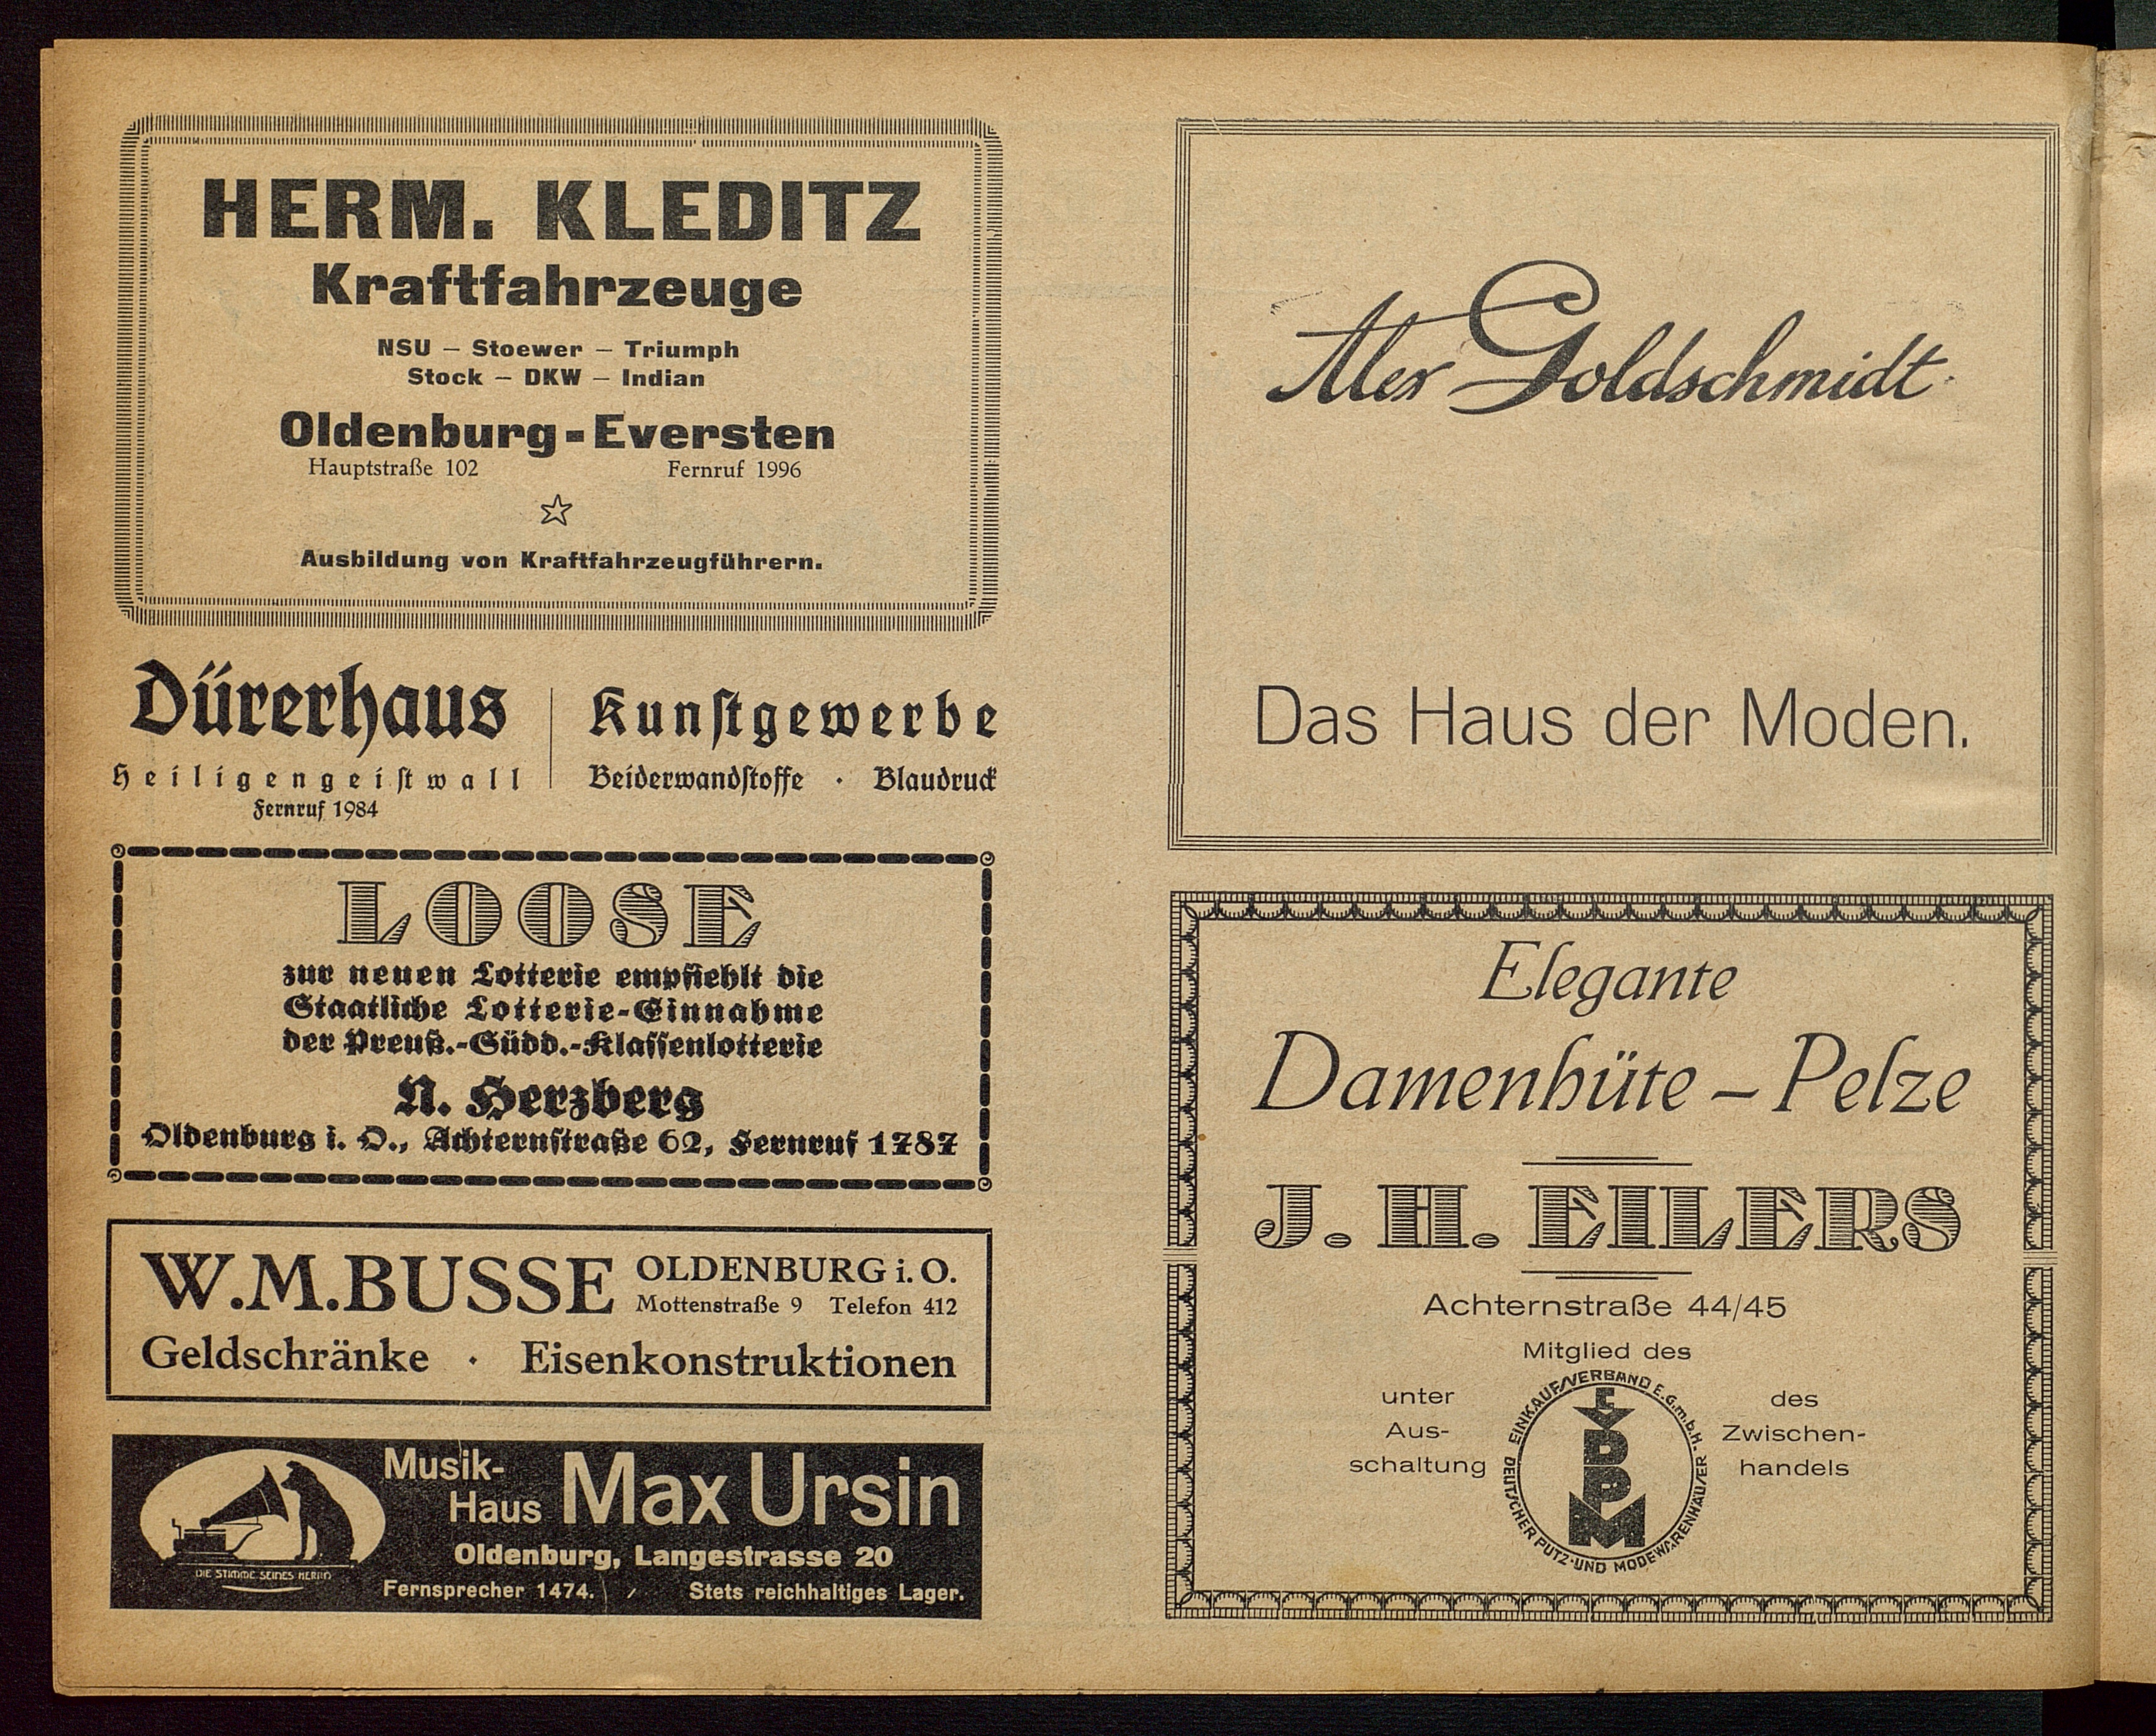 HERM. KLEDITZ
Kraftfahrzeuge
NSU – Stoewer – Triumph
Stock – DKW – Indian
Oldenburg-Eversten
Hauptstraße 102 Fernruf 1996
Ausbildung von Kraftfahrzeugführern.
Dürerhaus
Heiligengeistwall
Fernruf 1984
Kunstgewerbe
Beiderwandstoffe · Blaudruck
LOOSE
zur neuen Lotterie empfiehlt die
Staatliche Lotterie-Einnahme
der Preuß.-Südd.-Klassenlotterie
N. Herzberg
Oldenburg i. O., Achternstraße 62, Fernruf 1787
W.M.BUSSE OLDENBURG i. O.
Mottenstraße 9 Telefon 412
Geldschränke · Eisenkonstruktionen
Musik-
Haus Max Ursin
Oldenburg, Langestrasse 20
Fernsprecher 1474. Stets reichhaltiges Lager.
DIE STIMME SEINES HERRN
Alex Goldschmidt
Das Haus der Moden.
Elegante
Damenhüte – Pelze
J. H. EILERS
Achternstraße 44/45
Mitglied des
EINKAUFSVERBAND E.G.m.b.H.
DEUTSCHER PUTZ- UND MODEWARENHÄUSER
EVDPM
unter
Aus-
schaltung
des
Zwischen-
handels